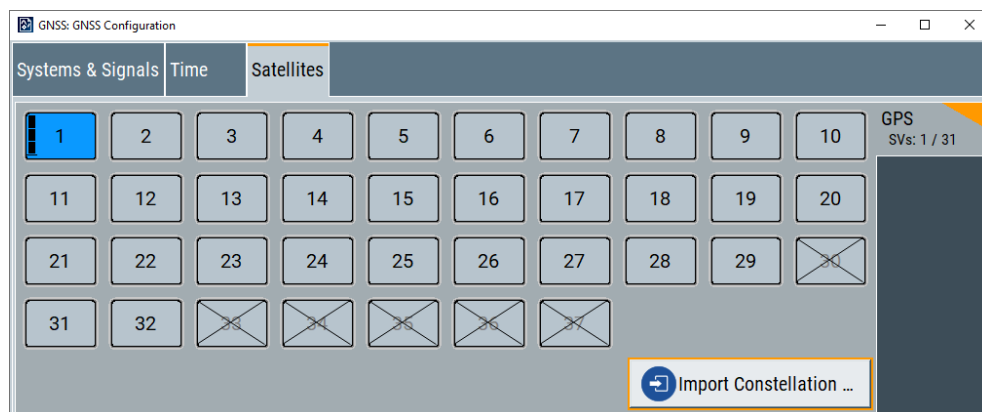 GNSS: GNSS Configuration
Systems & Signals Time Satellites
1 2 3 4 5 6 7 8 9 10
GPS
SVs: 1 / 31
11 12 13 14 15 16 17 18 19 20
21 22 23 24 25 26 27 28 29 30
31 32 33 34 35 36 37
Import Constellation ...